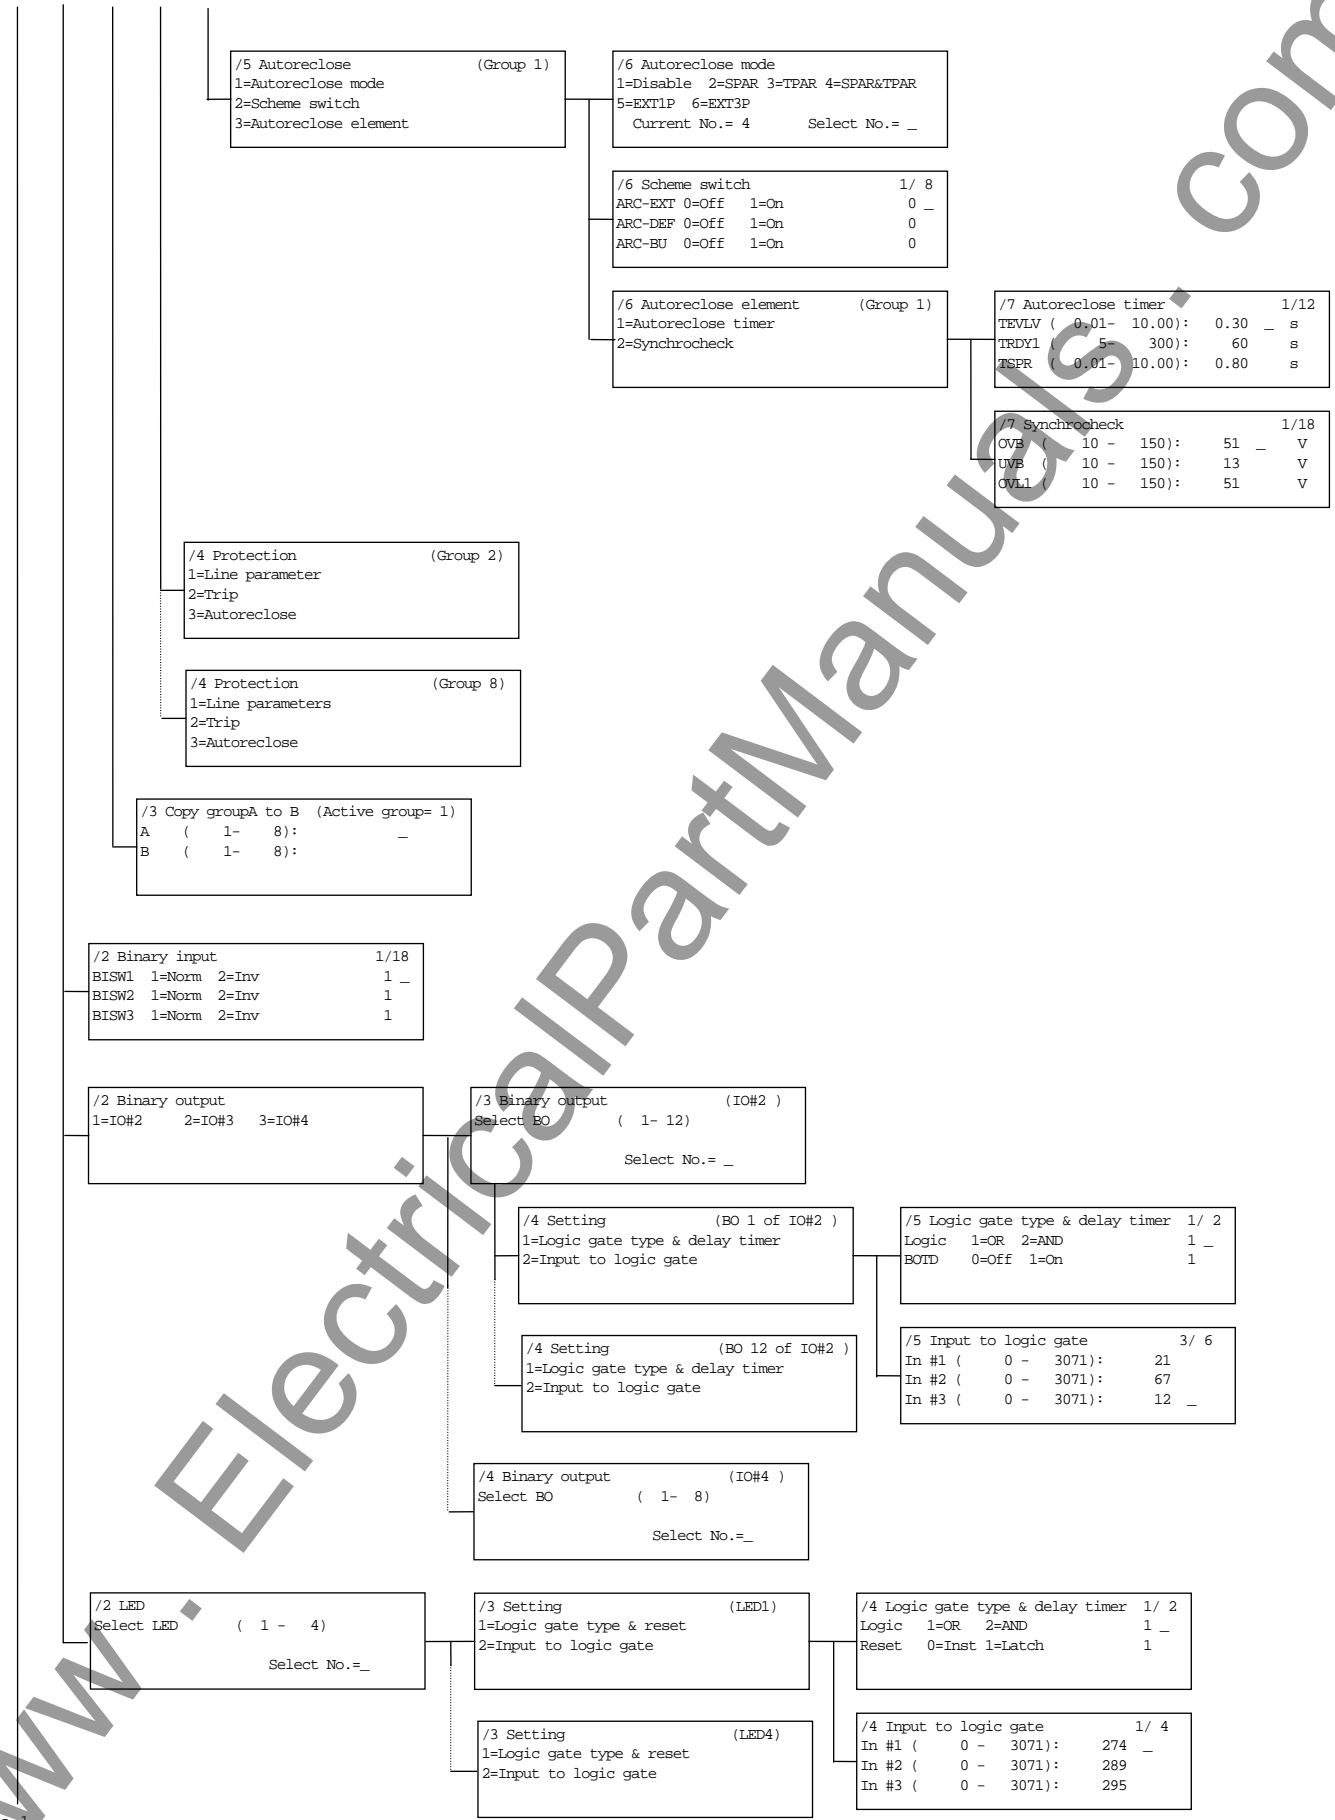 /5 Autoreclose (Group 1)
1=Autoreclose mode
2=Scheme switch
3=Autoreclose element
/6 Autoreclose mode
1=Disable 2=SPAR 3=TPAR 4=SPAR&TPAR
5=EXT1P 6=EXT3P
Current No.= 4 Select No.= _
/6 Scheme switch 1/ 8
ARC-EXT 0=Off 1=On 0 _
ARC-DEF 0=Off 1=On 0
ARC-BU 0=Off 1=On 0
/6 Autoreclose element (Group 1)
1=Autoreclose timer
2=Synchrocheck
/7 Autoreclose timer 1/12
TEVLV ( 0.01- 10.00): 0.30 _ s
TRDY1 ( 5- 300): 60 s
TSPR ( 0.01- 10.00): 0.80 s
/7 Synchrocheck 1/18
OVB ( 10 - 150): 51 _ V
UVB ( 10 - 150): 13 V
OVL1 ( 10 - 150): 51 V
/4 Protection (Group 2)
1=Line parameter
2=Trip
3=Autoreclose
/4 Protection (Group 8)
1=Line parameters
2=Trip
3=Autoreclose
/3 Copy groupA to B (Active group= 1)
A ( 1- 8): _
B ( 1- 8):
/2 Binary input 1/18
BISW1 1=Norm 2=Inv 1 _
BISW2 1=Norm 2=Inv 1
BISW3 1=Norm 2=Inv 1
/2 Binary output
1=IO#2 2=IO#3 3=IO#4
/3 Binary output (IO#2 )
Select BO ( 1- 12)
Select No.= _
/4 Setting (BO 1 of IO#2 )
1=Logic gate type & delay timer
2=Input to logic gate
/5 Logic gate type & delay timer 1/ 2
Logic 1=OR 2=AND 1 _
BOTD 0=Off 1=On 1
/4 Setting (BO 12 of IO#2 )
1=Logic gate type & delay timer
2=Input to logic gate
/5 Input to logic gate 3/ 6
In #1 ( 0 - 3071): 21
In #2 ( 0 - 3071): 67
In #3 ( 0 - 3071): 12 _
/4 Binary output (IO#4 )
Select BO ( 1- 8)
Select No.=_
/2 LED
Select LED ( 1 - 4)
Select No.=_
/3 Setting (LED1)
1=Logic gate type & reset
2=Input to logic gate
/4 Logic gate type & delay timer 1/ 2
Logic 1=OR 2=AND 1 _
Reset 0=Inst 1=Latch 1
/3 Setting (LED4)
1=Logic gate type & reset
2=Input to logic gate
/4 Input to logic gate 1/ 4
In #1 ( 0 - 3071): 274 _
In #2 ( 0 - 3071): 289
In #3 ( 0 - 3071): 295
www . ElectricalPartManuals . com